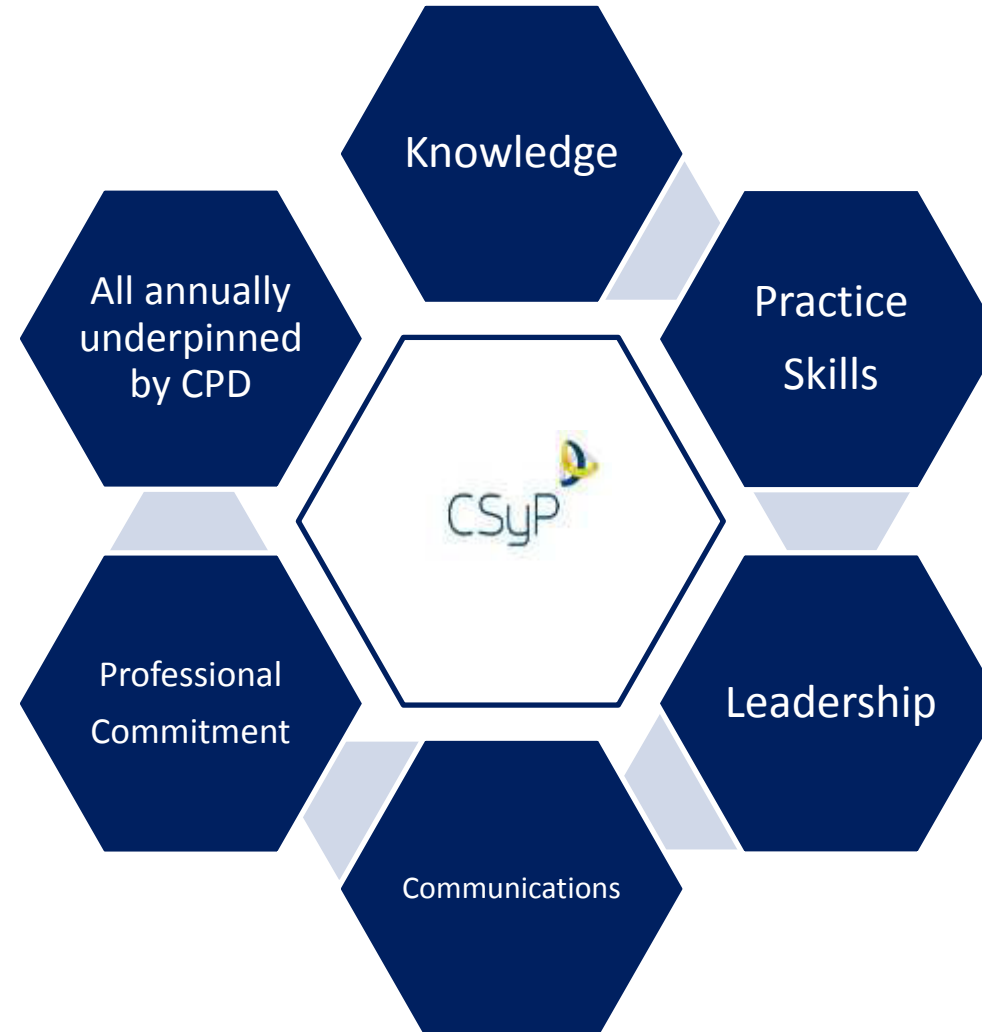 Knowledge
Practice
Skills
Leadership
Communications
Professional
Commitment
All annually
underpinned
by CPD
CSyP